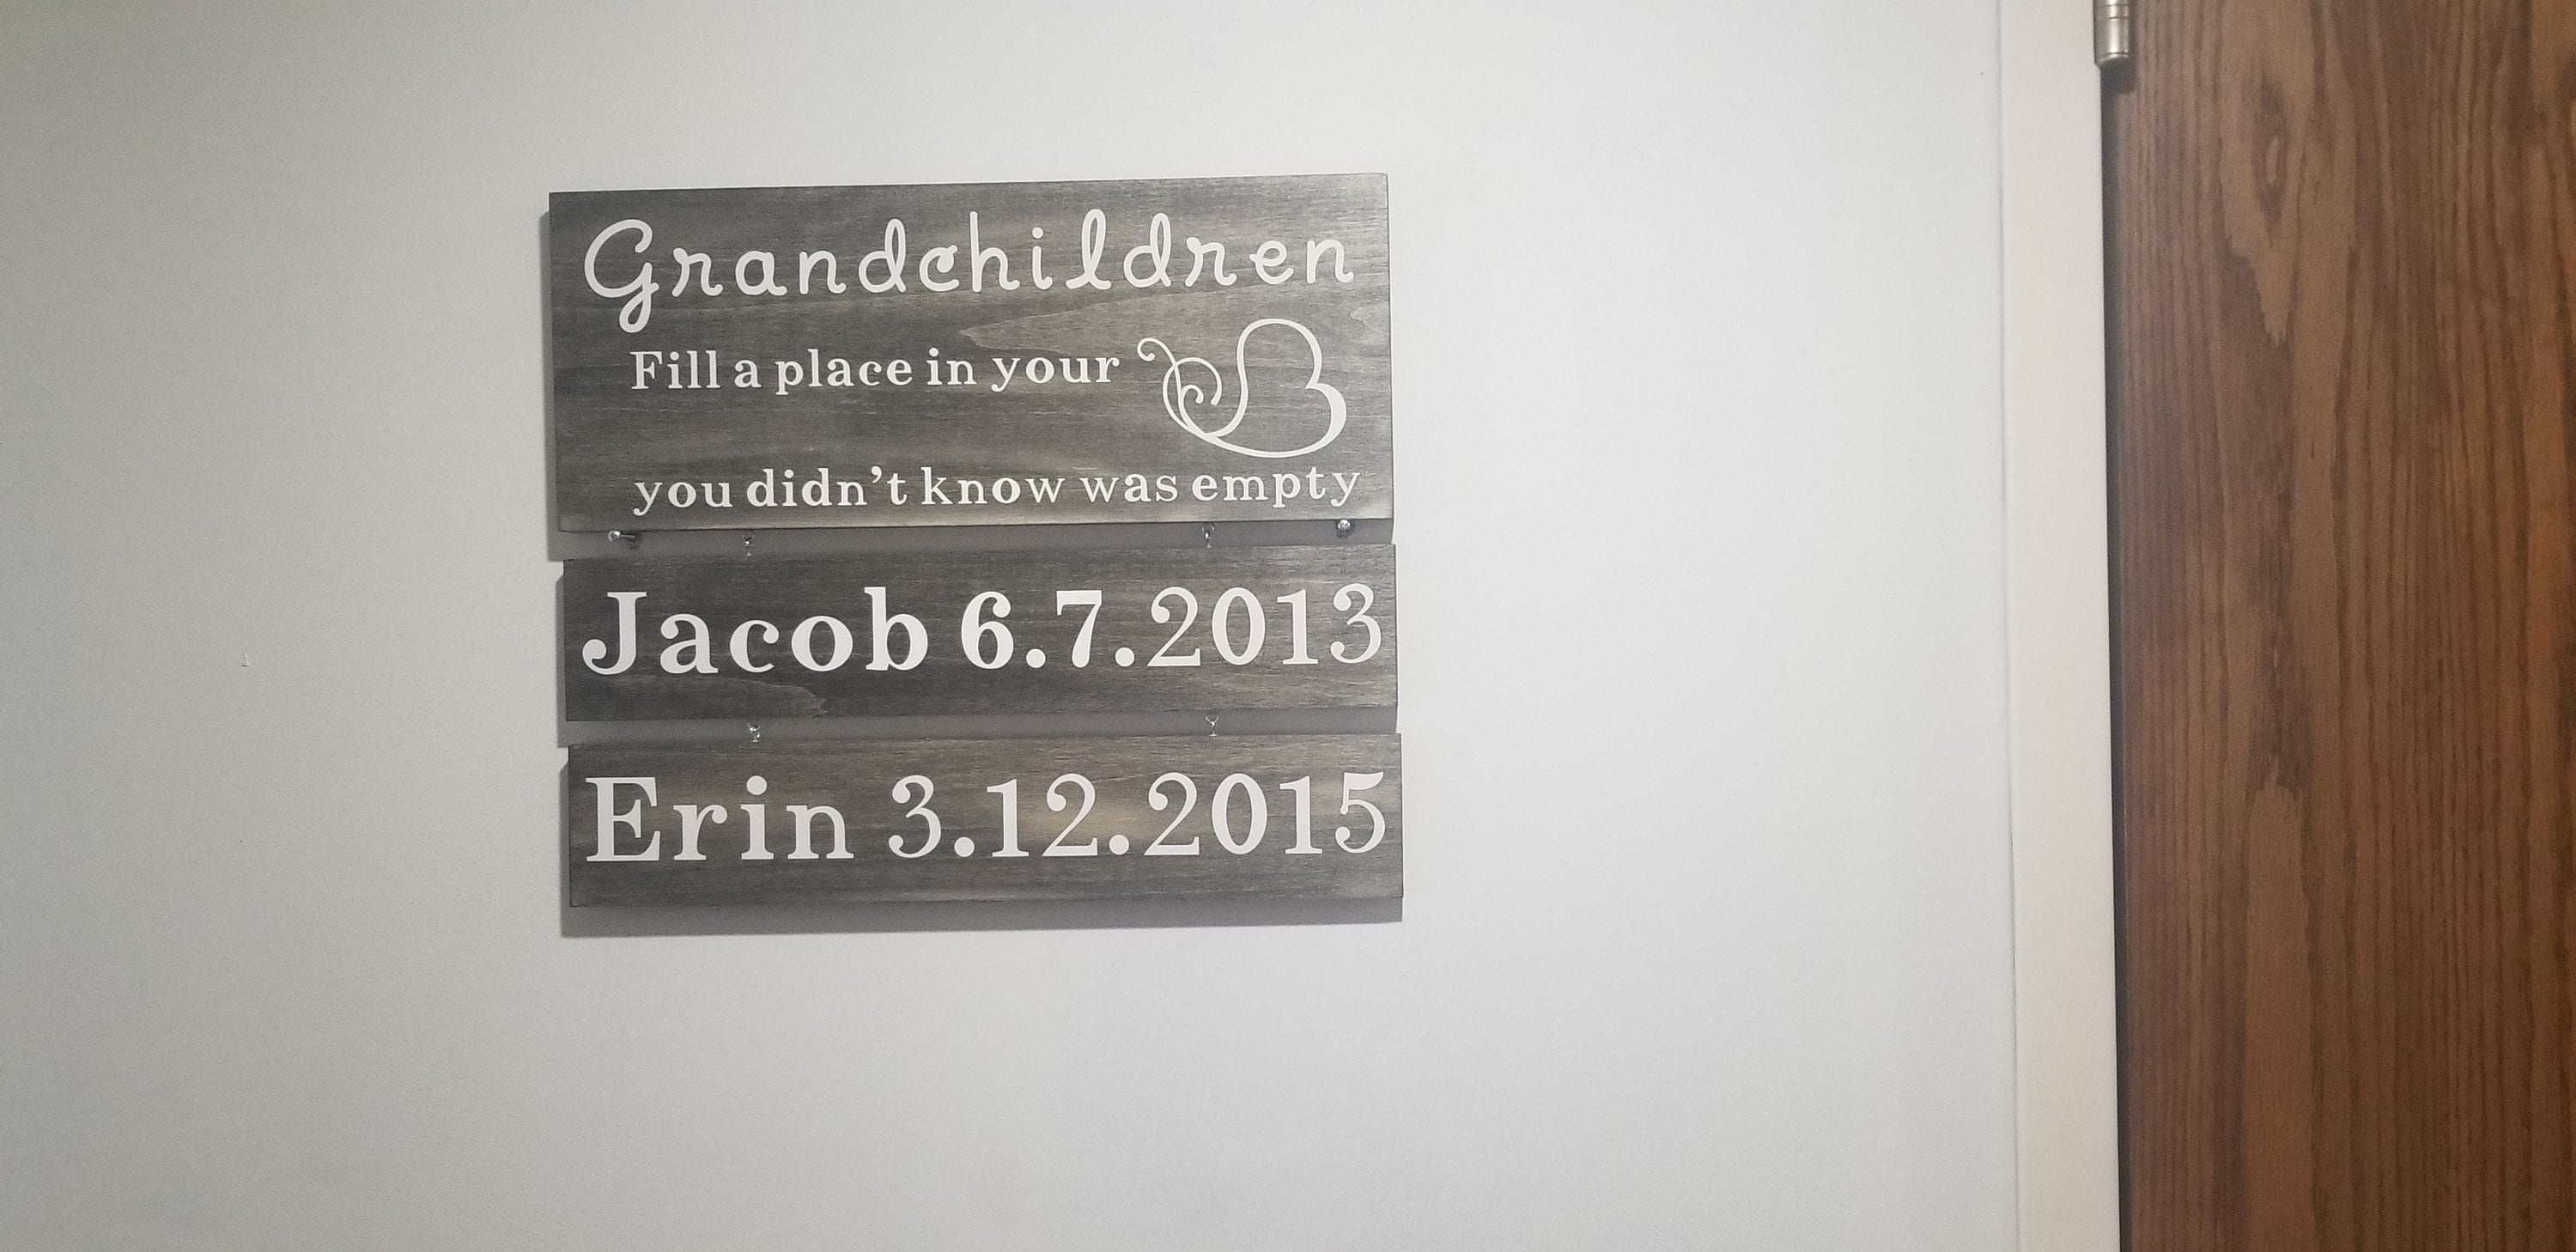 Grandchildren
Fill a place in your
you didn't know was empty
Jacob 6.7.2013
Erin 3.12.2015